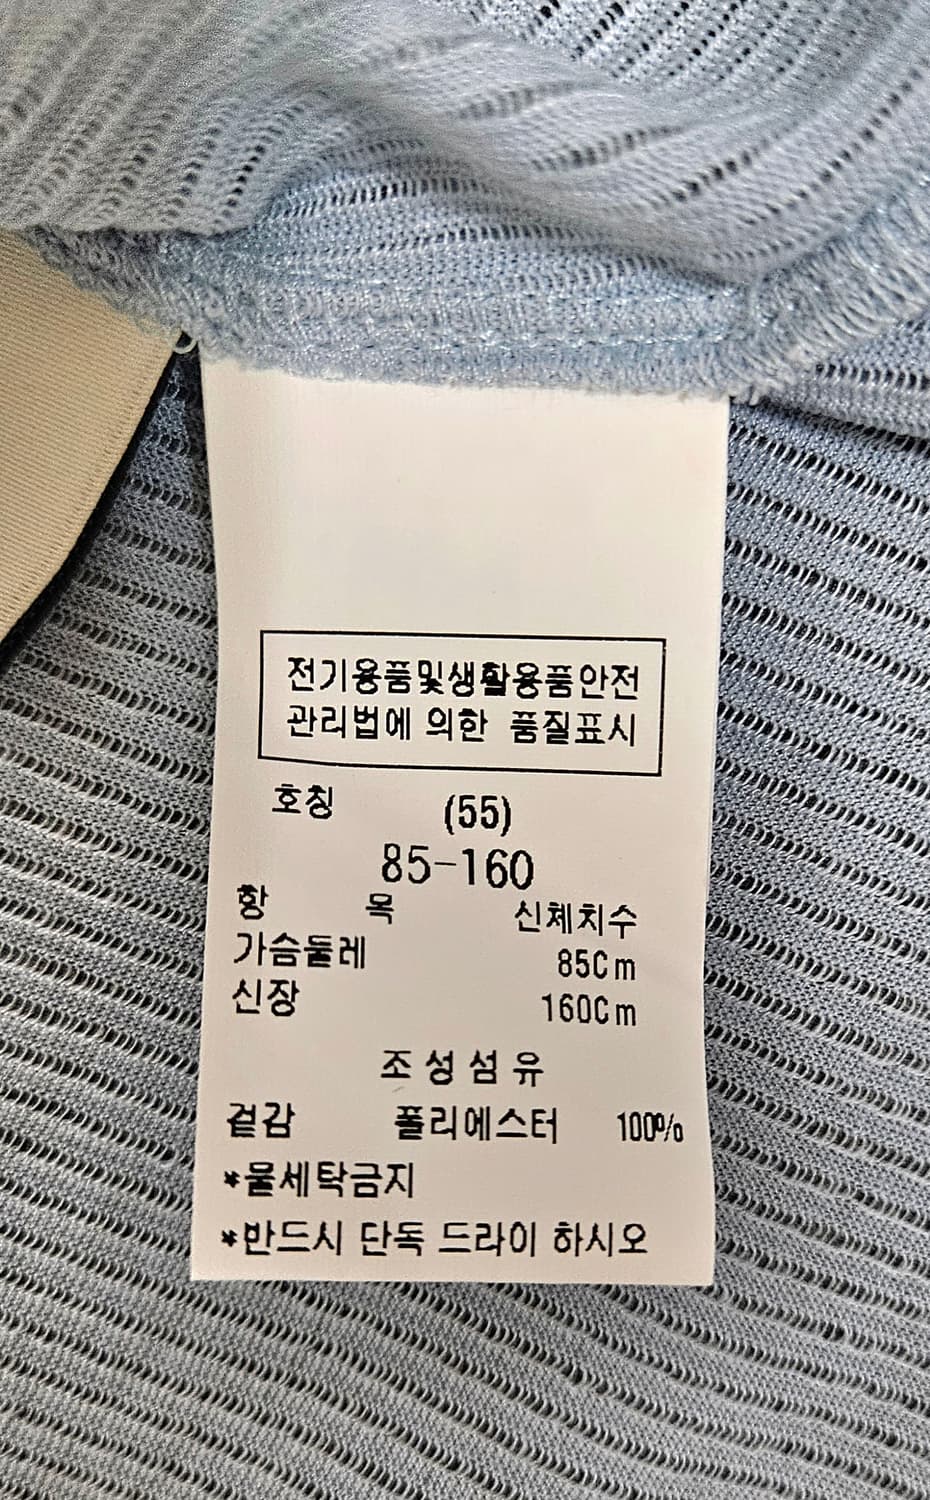 전기용품및생활용품안전
관리법에 의한 품질표시
호칭 (55)
85-160
항 목 신체치수
가슴둘레 85Cm
신장 160Cm
조성섬유
겉감 폴리에스터 100%
*물세탁금지
*반드시 단독 드라이 하시오